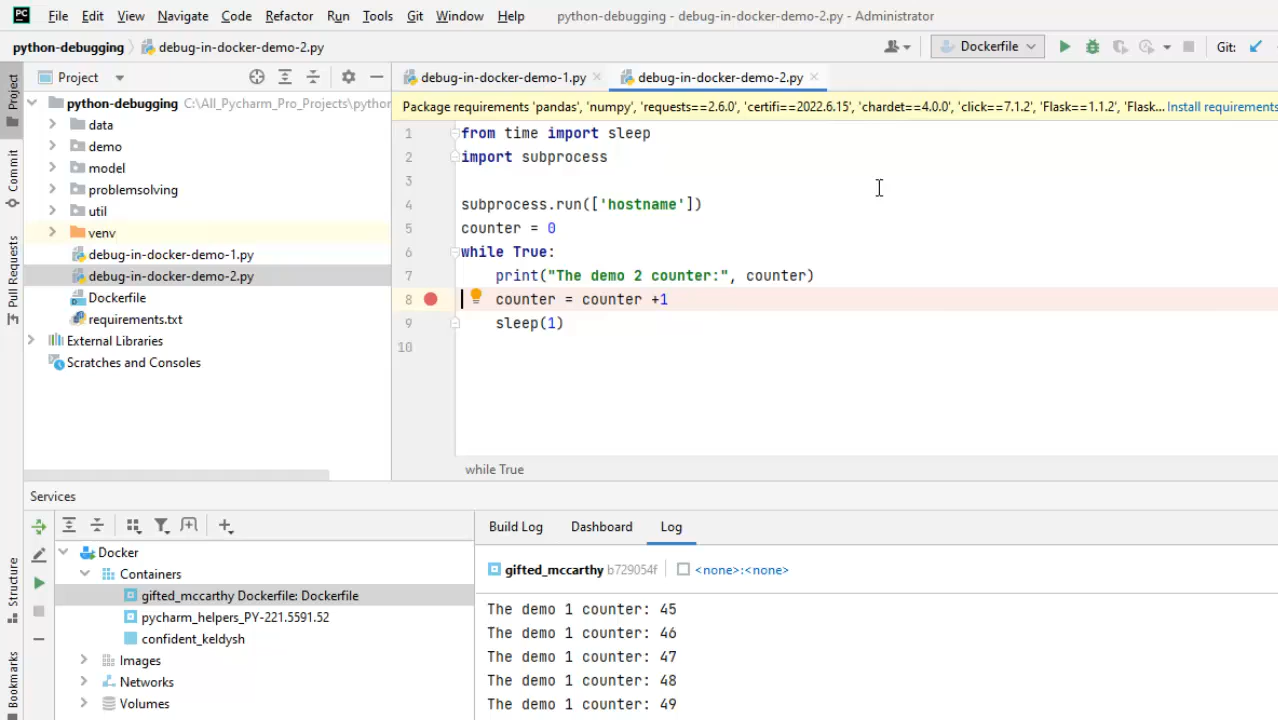 PC File Edit View Navigate Code Refactor Run Tools Git Window Help python-debugging - debug-in-docker-demo-2.py - Administrator
python-debugging debug-in-docker-demo-2.py Dockerfile Git:
Project
Commit
Pull Requests
Structure
Bookmarks
Project
python-debugging C:\All_Pycharm_Pro_Projects\python
data
demo
model
problemsolving
util
venv
debug-in-docker-demo-1.py
debug-in-docker-demo-2.py
Dockerfile
requirements.txt
External Libraries
Scratches and Consoles
debug-in-docker-demo-1.py debug-in-docker-demo-2.py
Package requirements 'pandas', 'numpy', 'requests==2.6.0', 'certifi==2022.6.15', 'chardet==4.0.0', 'click==7.1.2', 'Flask==1.1.2', 'Flask... Install requirements
1 from time import sleep
2 import subprocess
3
4 subprocess.run(['hostname'])
5 counter = 0
6 while True:
7 print("The demo 2 counter:", counter)
8 counter = counter +1
9 sleep(1)
10
while True
Services
Docker
Containers
gifted_mccarthy Dockerfile: Dockerfile
pycharm_helpers_PY-221.5591.52
confident_keldysh
Images
Networks
Volumes
Build Log Dashboard Log
gifted_mccarthy b729054f <none>:<none>
The demo 1 counter: 45
The demo 1 counter: 46
The demo 1 counter: 47
The demo 1 counter: 48
The demo 1 counter: 49